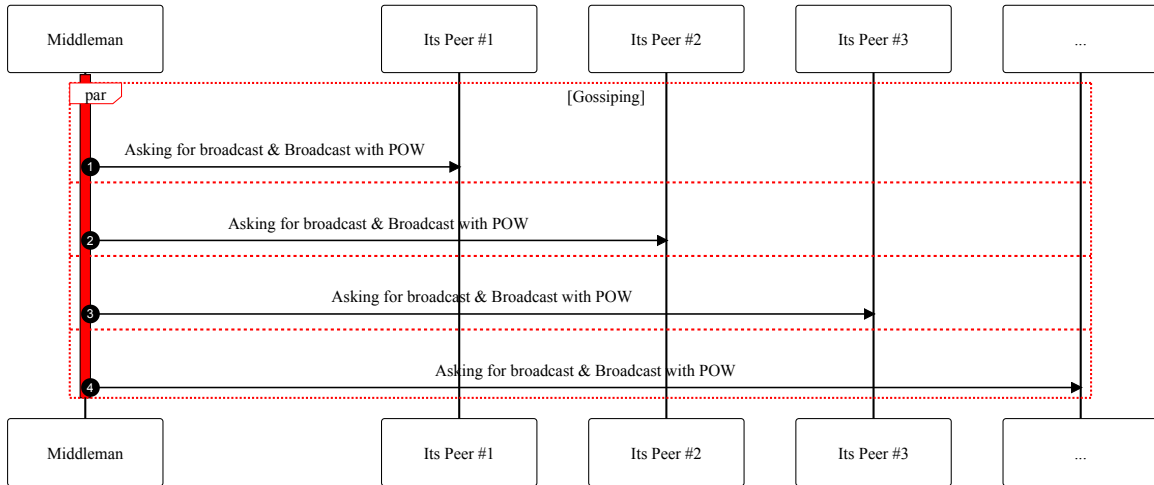 Middleman
Its Peer #1
Its Peer #2
Its Peer #3
...
par
[Gossiping]
Asking for broadcast & Broadcast with POW
1
Asking for broadcast & Broadcast with POW
2
Asking for broadcast & Broadcast with POW
3
Asking for broadcast & Broadcast with POW
4
Middleman
Its Peer #1
Its Peer #2
Its Peer #3
...